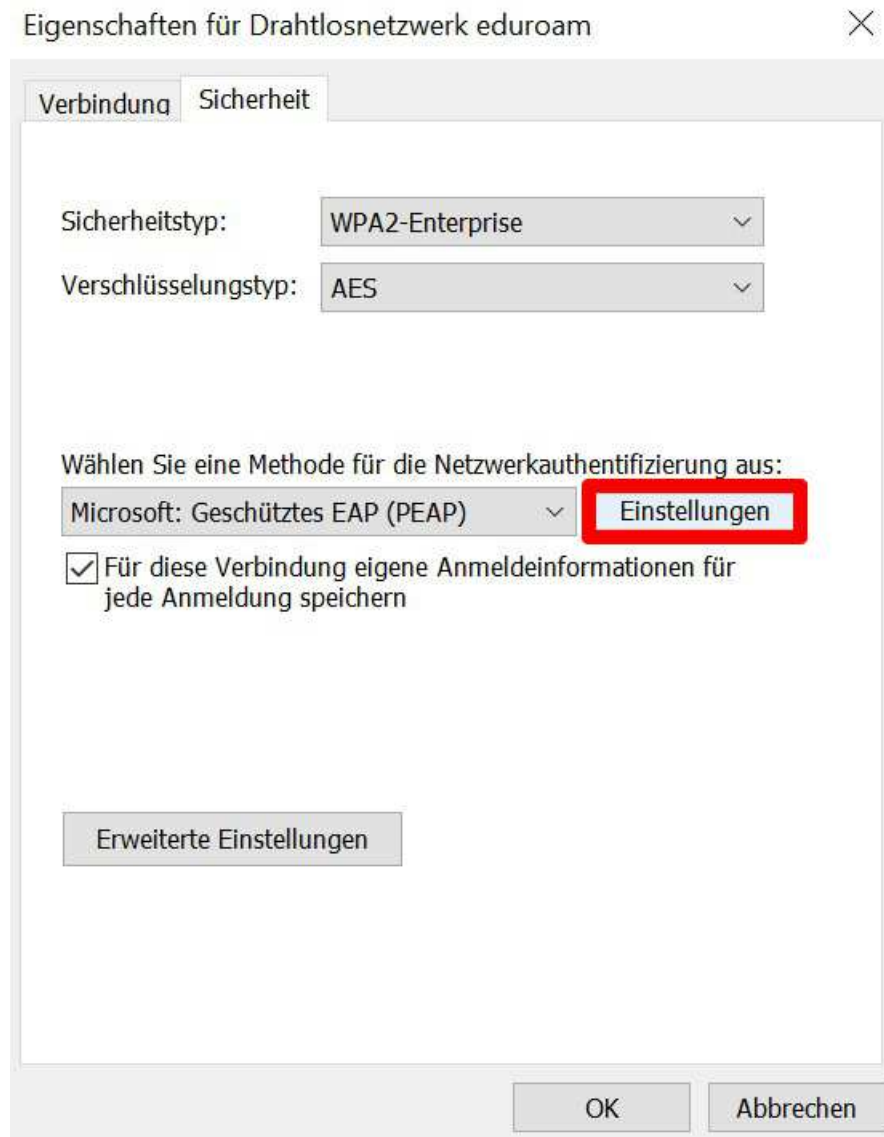 Eigenschaften für Drahtlosnetzwerk eduroam
Verbindung
Sicherheit
Sicherheitstyp:
WPA2-Enterprise
Verschlüsselungstyp:
AES
Wählen Sie eine Methode für die Netzwerkauthentifizierung aus:
Microsoft: Geschütztes EAP (PEAP)
Einstellungen
Für diese Verbindung eigene Anmeldeinformationen für
jede Anmeldung speichern
Erweiterte Einstellungen
OK
Abbrechen